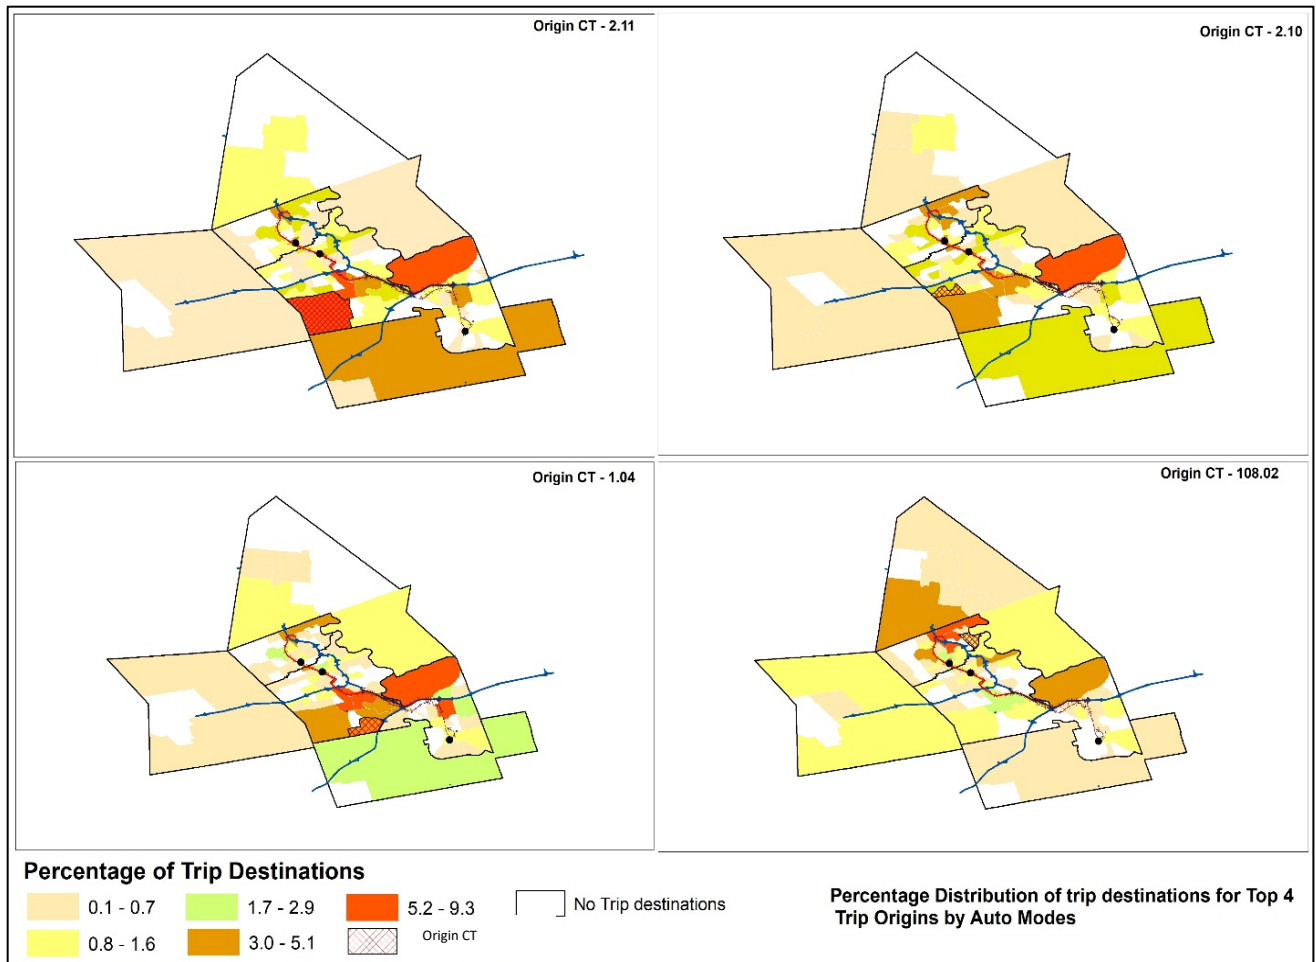 Origin CT - 2.11
Origin CT - 2.10
Origin CT - 1.04
Origin CT - 108.02
Percentage of Trip Destinations
0.1 - 0.7
1.7 - 2.9
5.2 - 9.3
No Trip destinations
0.8 - 1.6
3.0 - 5.1
Origin CT
Percentage Distribution of trip destinations for Top 4
Trip Origins by Auto Modes